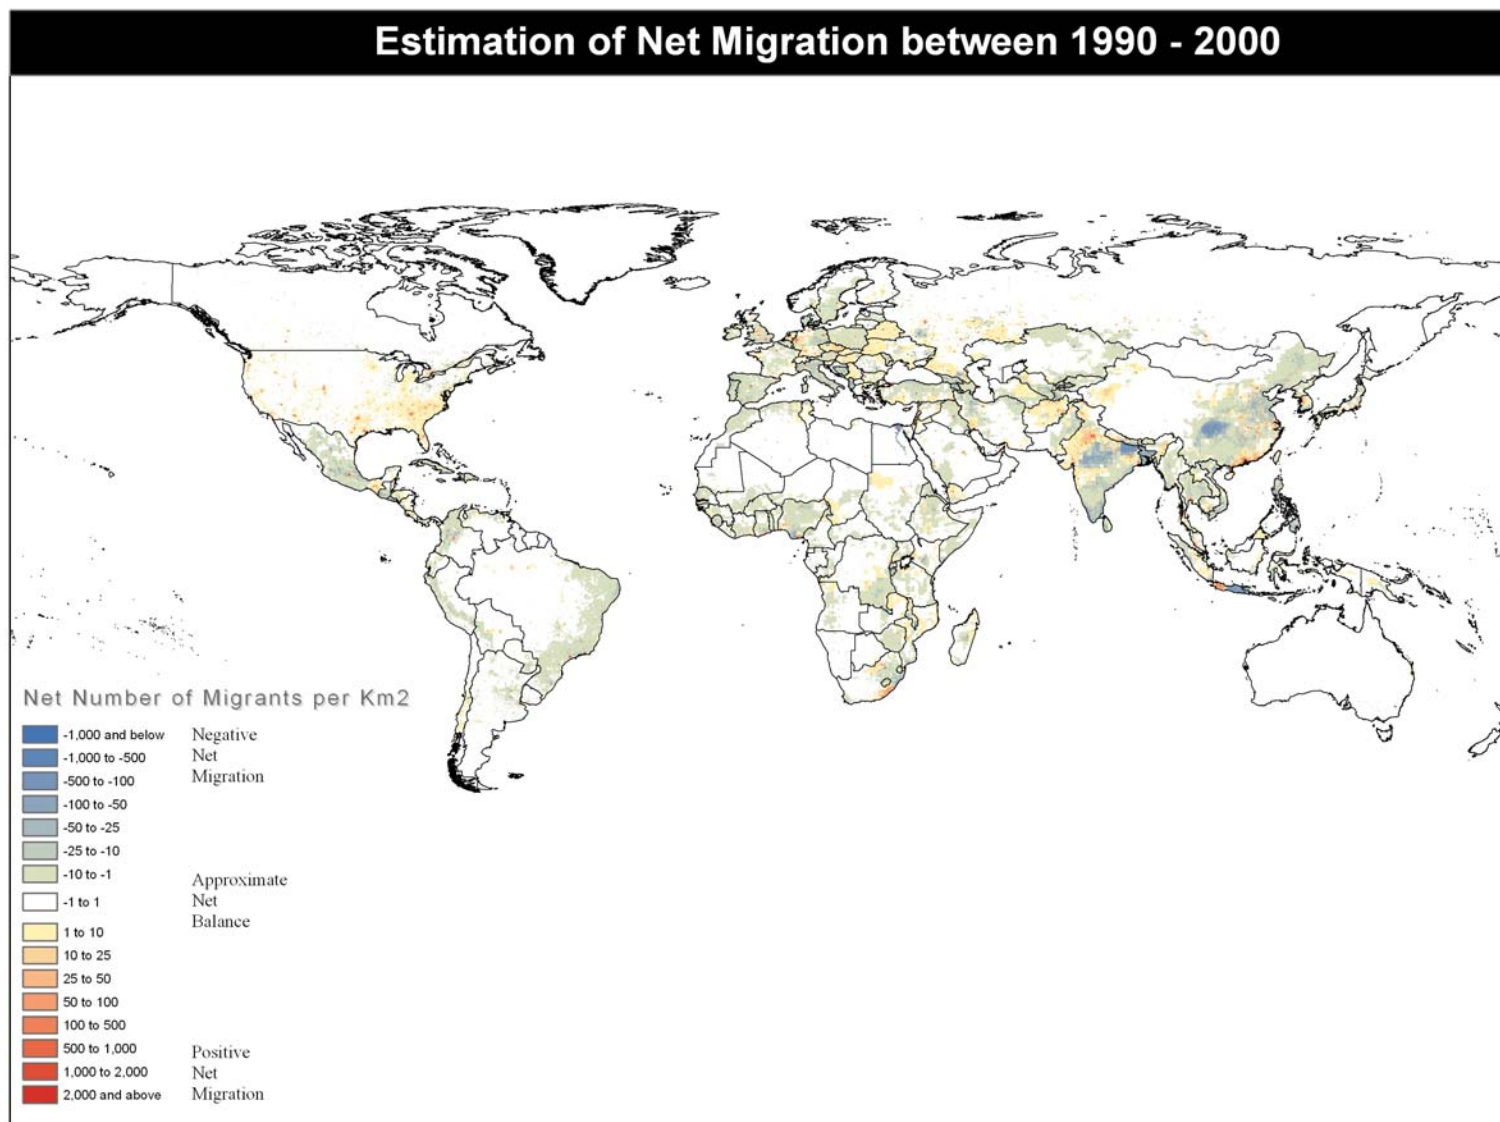 Estimation of Net Migration between 1990 - 2000
Net Number of Migrants per Km2
-1,000 and below
-1,000 to -500
-500 to -100
-100 to -50
-50 to -25
-25 to -10
-10 to -1
-1 to 1
1 to 10
10 to 25
25 to 50
50 to 100
100 to 500
500 to 1,000
1,000 to 2,000
2,000 and above
Negative
Net
Migration
Approximate
Net
Balance
Positive
Net
Migration